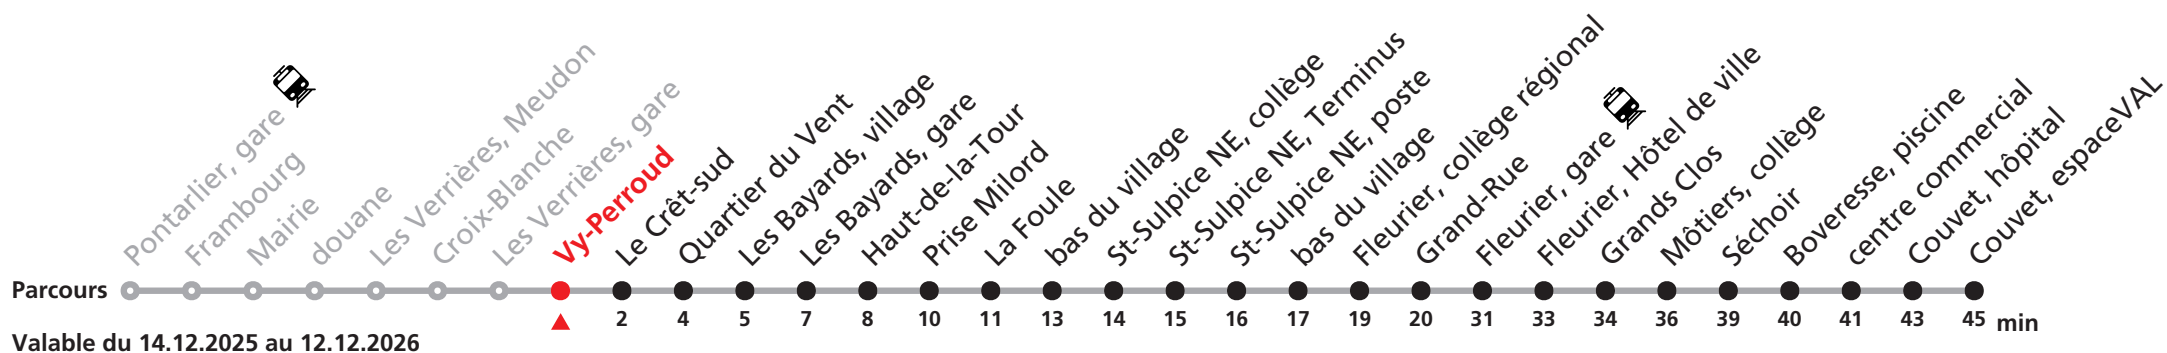 Pontarlier, gare
Frambourg
Mairie
douane
Les Verrières, Meudon
Croix-Blanche
Les Verrières, gare
Vy-Perroud
Le Crêt-sud
Quartier du Vent
Les Bayards, village
Les Bayards, gare
Haut-de-la-Tour
Prise Milord
La Foule
bas du village
St-Sulpice NE, collège
St-Sulpice NE, Terminus
St-Sulpice NE, poste
bas du village
Fleurier, collège régional
Grand-Rue
Fleurier, gare
Fleurier, Hôtel de ville
Grands Clos
Môtiers, collège
Séchoir
Boveresse, piscine
centre commercial
Couvet, hôpital
Couvet, espaceVAL
Parcours
2 4 5 7 8 10 11 13 14 15 16 17 19 20 31 33 34 36 39 40 41 43 45 min
Valable du 14.12.2025 au 12.12.2026